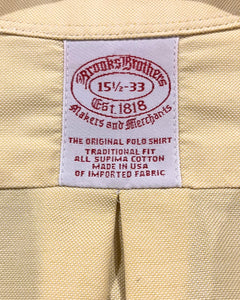 Brooks Brothers
15½-33
Est. 1818
Makers and Merchants
THE ORIGINAL POLO SHIRT
TRADITIONAL FIT
ALL SUPIMA COTTON
MADE IN USA
OF IMPORTED FABRIC